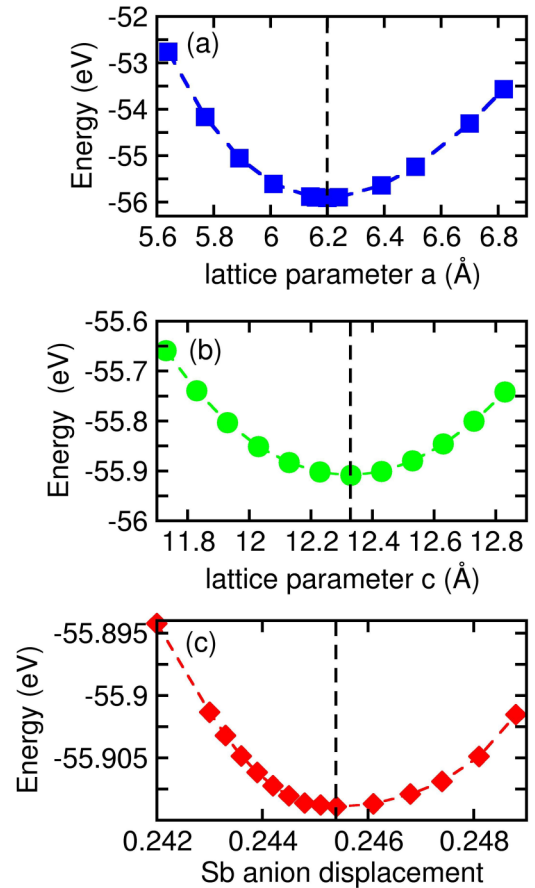 -52
(a)
-53
-54
-55
-56
Energy (eV)
5.6 5.8 6 6.2 6.4 6.6 6.8
lattice parameter a (Å)
-55.6
(b)
-55.7
-55.8
-55.9
-56
Energy (eV)
11.8 12 12.2 12.4 12.6 12.8
lattice parameter c (Å)
(c)
-55.895
-55.9
-55.905
Energy (eV)
0.242 0.244 0.246 0.248
Sb anion displacement